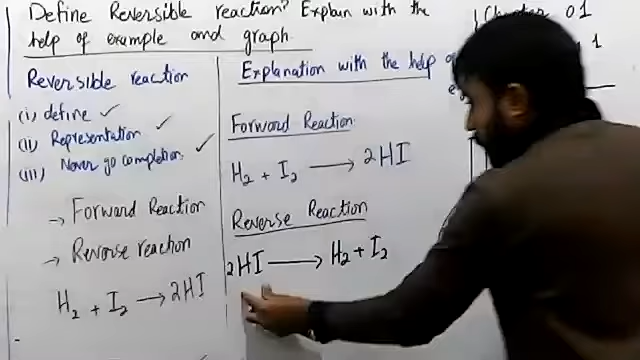 Define Reversible reaction? Explain with the
help of example and graph.
Chapter 01
1
Reversible reaction
(i) define ✓
(ii) Representation ✓
(iii) Never go completion. ✓
→ Forward Reaction
→ Reverse reaction
H₂ + I₂ → 2HI
Explanation with the help
Forward Reaction
H₂ + I₂ → 2HI
Reverse Reaction
2HI → H₂ + I₂